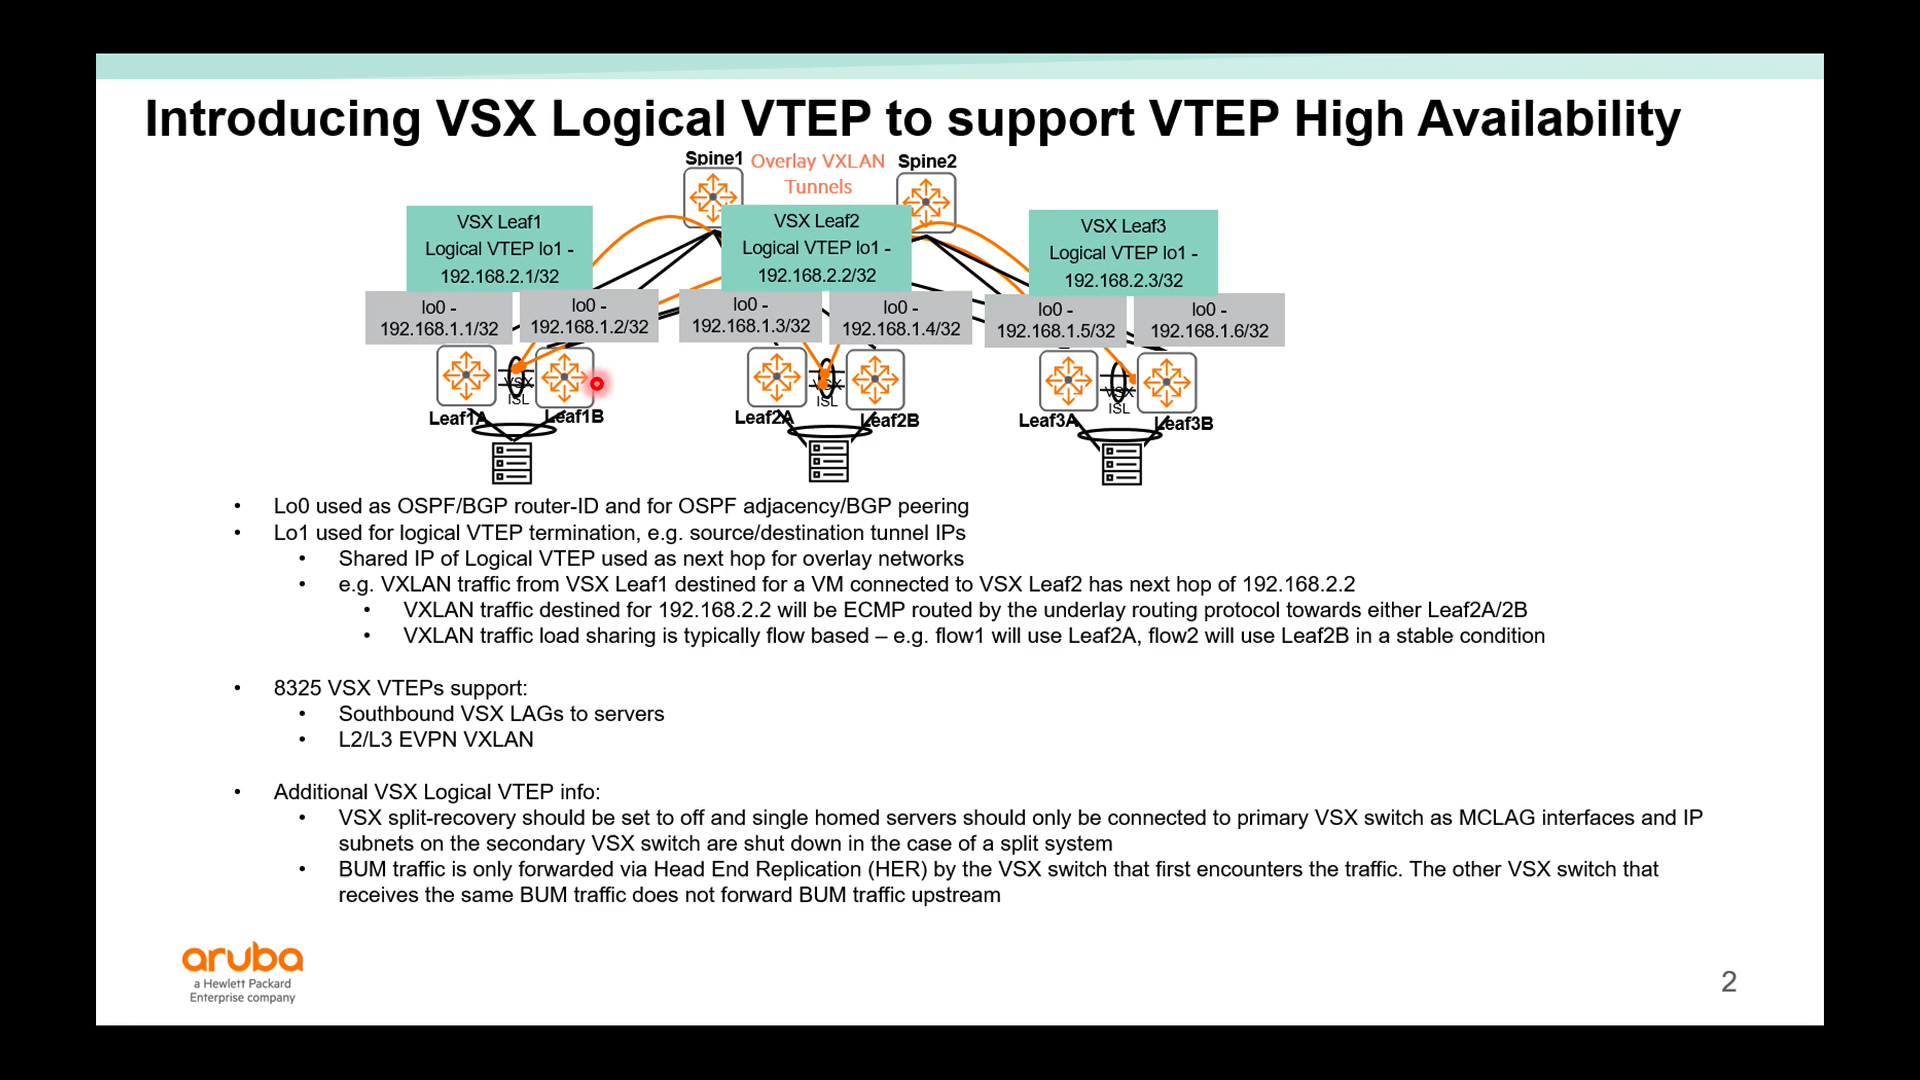 Introducing VSX Logical VTEP to support VTEP High Availability
Spine1
Overlay VXLAN
Tunnels
Spine2
VSX Leaf1
Logical VTEP lo1 -
192.168.2.1/32
VSX Leaf2
Logical VTEP lo1 -
192.168.2.2/32
VSX Leaf3
Logical VTEP lo1 -
192.168.2.3/32
lo0 -
192.168.1.1/32
lo0 -
192.168.1.2/32
lo0 -
192.168.1.3/32
lo0 -
192.168.1.4/32
lo0 -
192.168.1.5/32
lo0 -
192.168.1.6/32
VSX
ISL
VSX
ISL
VSX
ISL
Leaf1A
Leaf1B
Leaf2A
Leaf2B
Leaf3A
Leaf3B
• Lo0 used as OSPF/BGP router-ID and for OSPF adjacency/BGP peering
• Lo1 used for logical VTEP termination, e.g. source/destination tunnel IPs
• Shared IP of Logical VTEP used as next hop for overlay networks
• e.g. VXLAN traffic from VSX Leaf1 destined for a VM connected to VSX Leaf2 has next hop of 192.168.2.2
• VXLAN traffic destined for 192.168.2.2 will be ECMP routed by the underlay routing protocol towards either Leaf2A/2B
• VXLAN traffic load sharing is typically flow based – e.g. flow1 will use Leaf2A, flow2 will use Leaf2B in a stable condition
• 8325 VSX VTEPs support:
• Southbound VSX LAGs to servers
• L2/L3 EVPN VXLAN
• Additional VSX Logical VTEP info:
• VSX split-recovery should be set to off and single homed servers should only be connected to primary VSX switch as MCLAG interfaces and IP
subnets on the secondary VSX switch are shut down in the case of a split system
• BUM traffic is only forwarded via Head End Replication (HER) by the VSX switch that first encounters the traffic. The other VSX switch that
receives the same BUM traffic does not forward BUM traffic upstream
aruba
a Hewlett Packard
Enterprise company
2